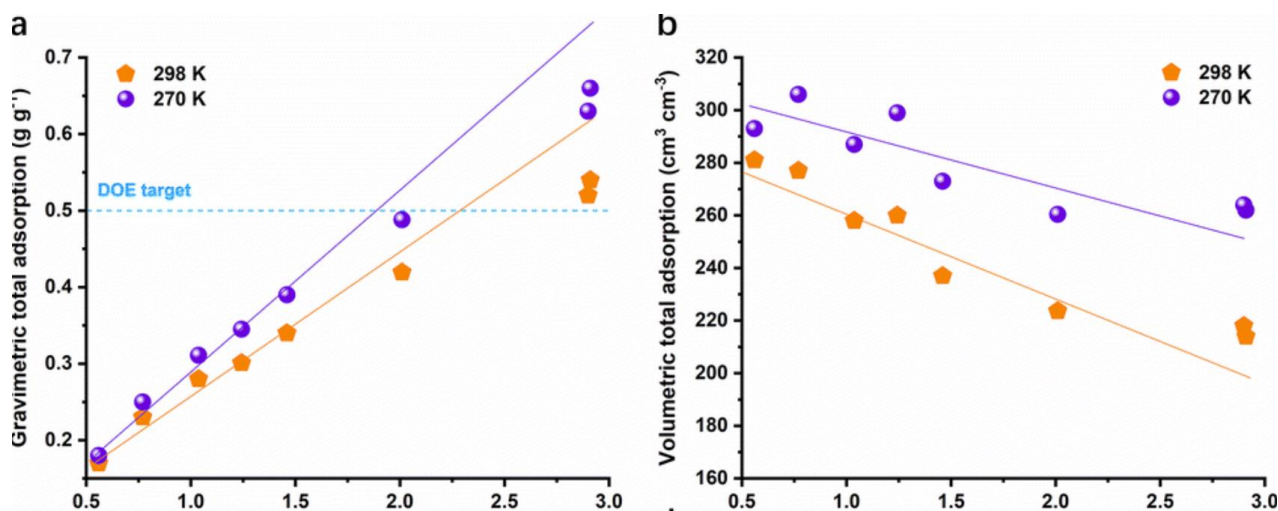 a
Gravimetric total adsorption (g g⁻¹)
0.7
0.6
0.5
0.4
0.3
0.2
298 K
270 K
DOE target
0.5 1.0 1.5 2.0 2.5 3.0
b
Volumetric total adsorption (cm³ cm⁻³)
320
300
280
260
240
220
200
180
160
298 K
270 K
0.5 1.0 1.5 2.0 2.5 3.0